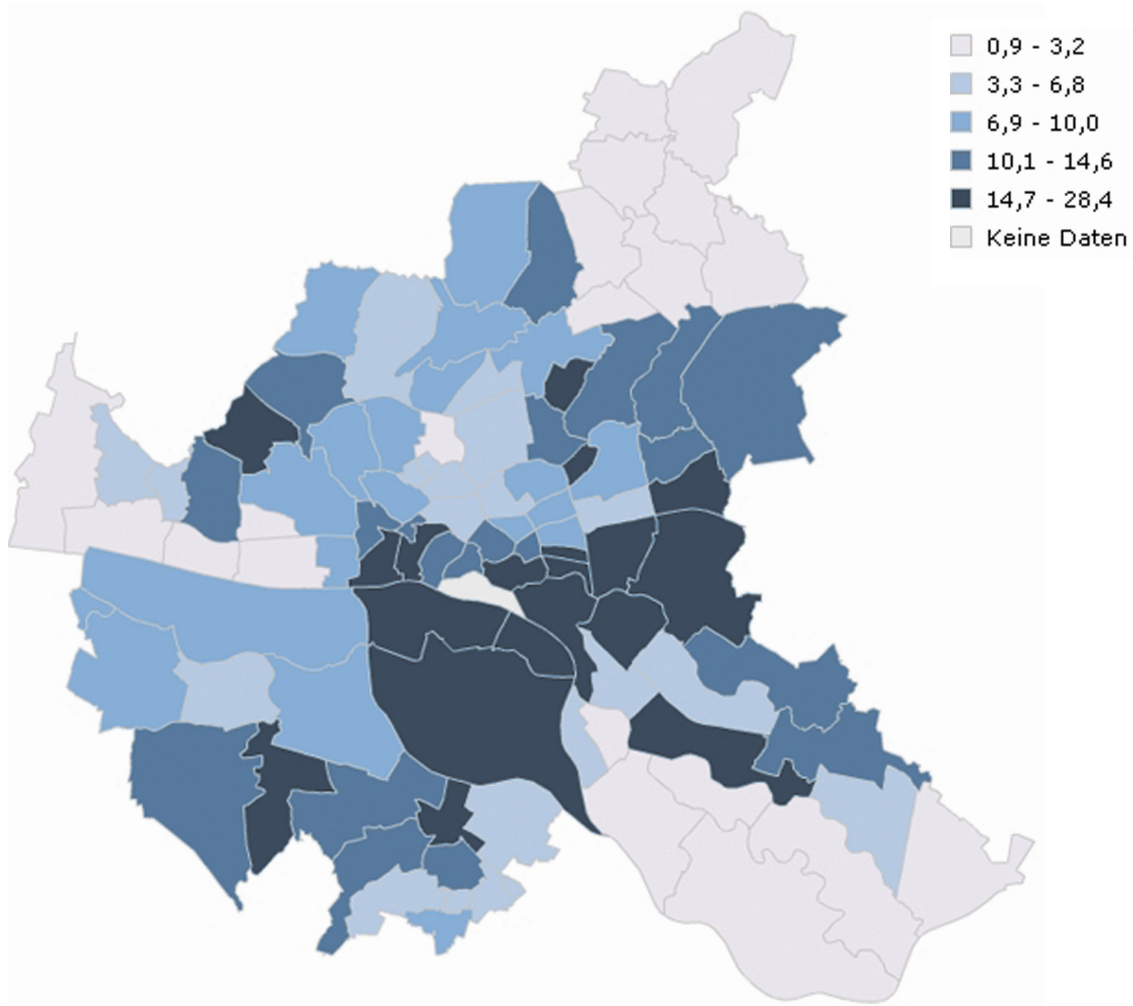 0,9 - 3,2
3,3 - 6,8
6,9 - 10,0
10,1 - 14,6
14,7 - 28,4
Keine Daten